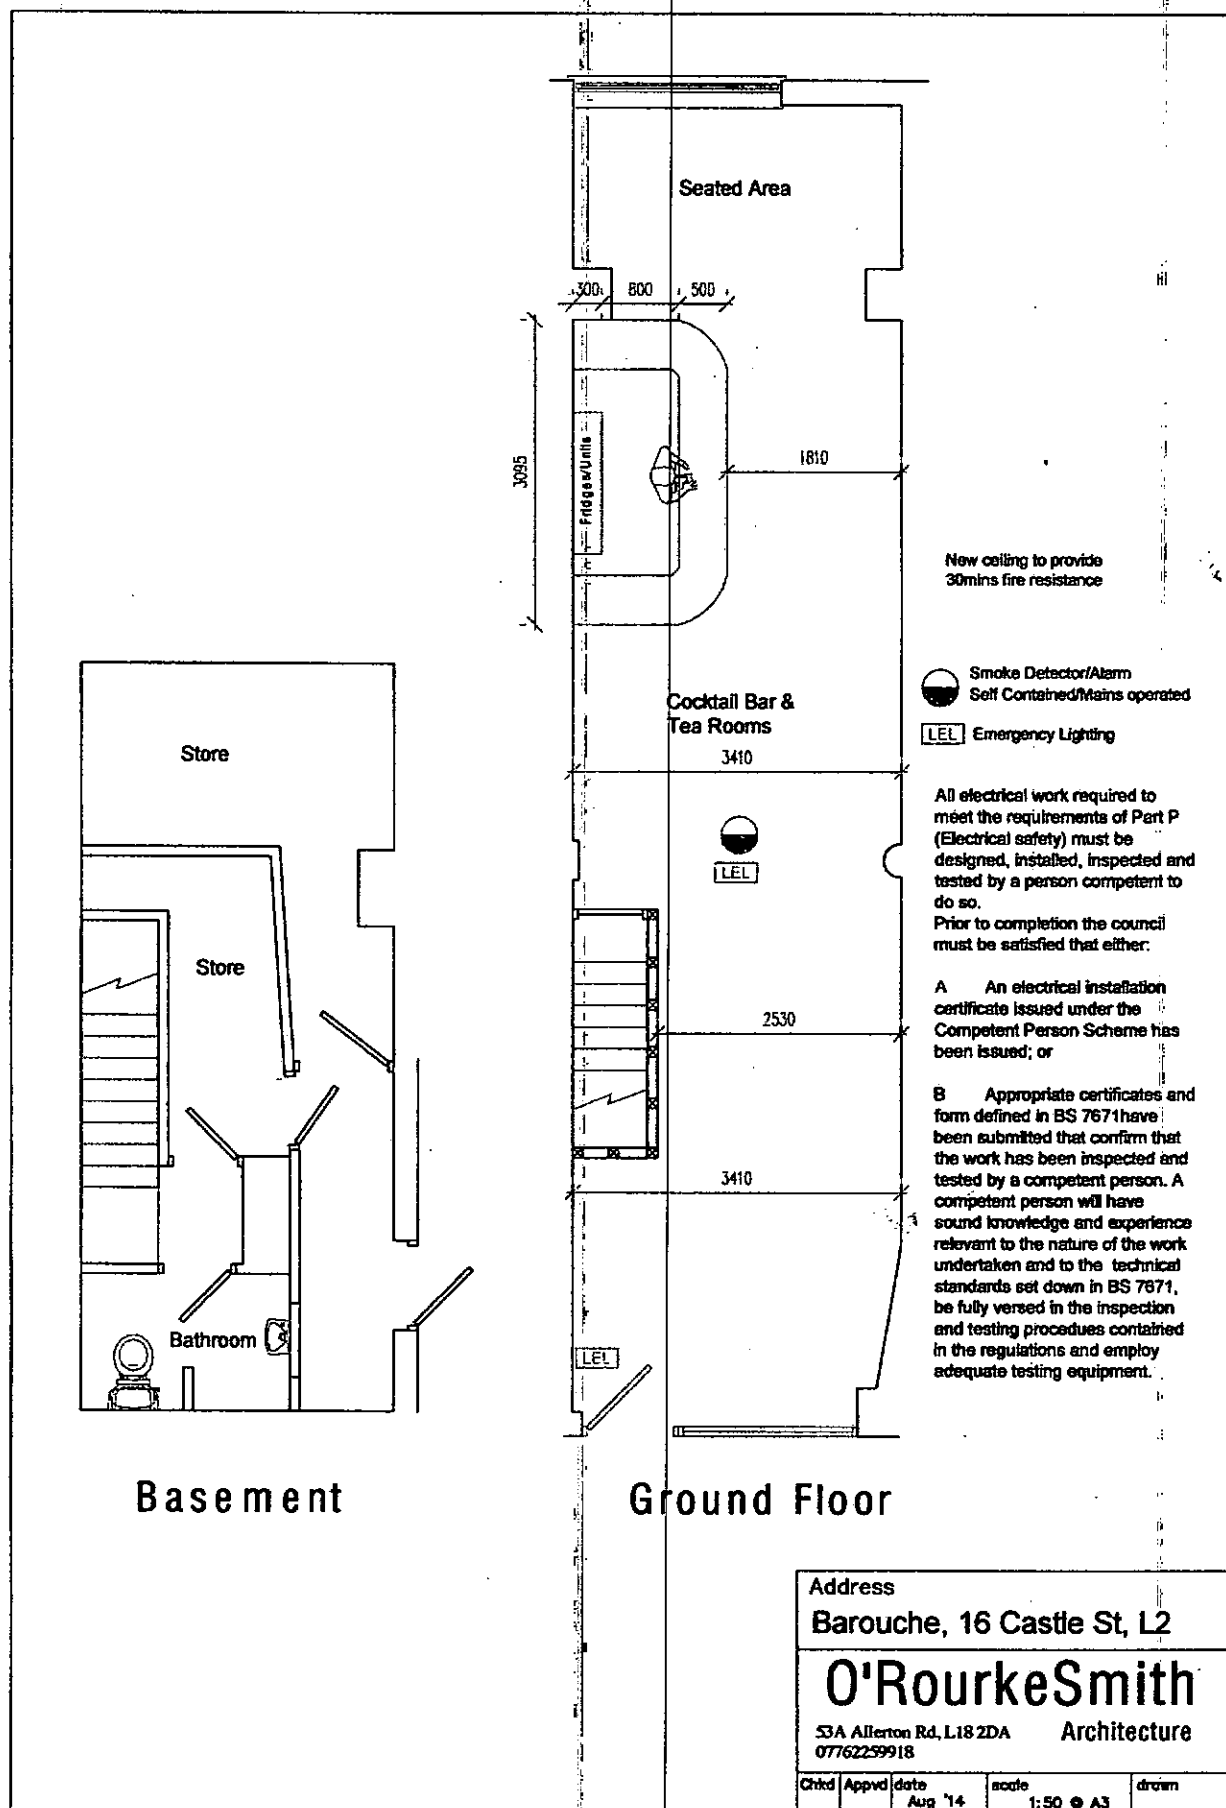 Seated Area
300
800
500
3095
Fridges/Units
1810
New ceiling to provide
30mins fire resistance
Smoke Detector/Alarm
Self Contained/Mains operated
LEL Emergency Lighting
Cocktail Bar &
Tea Rooms
3410
LEL
2530
3410
LEL
All electrical work required to
meet the requirements of Part P
(Electrical safety) must be
designed, installed, inspected and
tested by a person competent to
do so.
Prior to completion the council
must be satisfied that either:
A An electrical installation
certificate issued under the
Competent Person Scheme has
been issued; or
B Appropriate certificates and
form defined in BS 7671have
been submitted that confirm that
the work has been inspected and
tested by a competent person. A
competent person will have
sound knowledge and experience
relevant to the nature of the work
undertaken and to the technical
standards set down in BS 7671,
be fully versed in the inspection
and testing procedues contained
in the regulations and employ
adequate testing equipment.
Store
Store
Bathroom
Basement
Ground Floor
Address
Barouche, 16 Castle St, L2
O'RourkeSmith
53A Allerton Rd, L18 2DA Architecture
07762259918
Chkd Appvd date scale drawn
Aug '14 1:50 @ A3